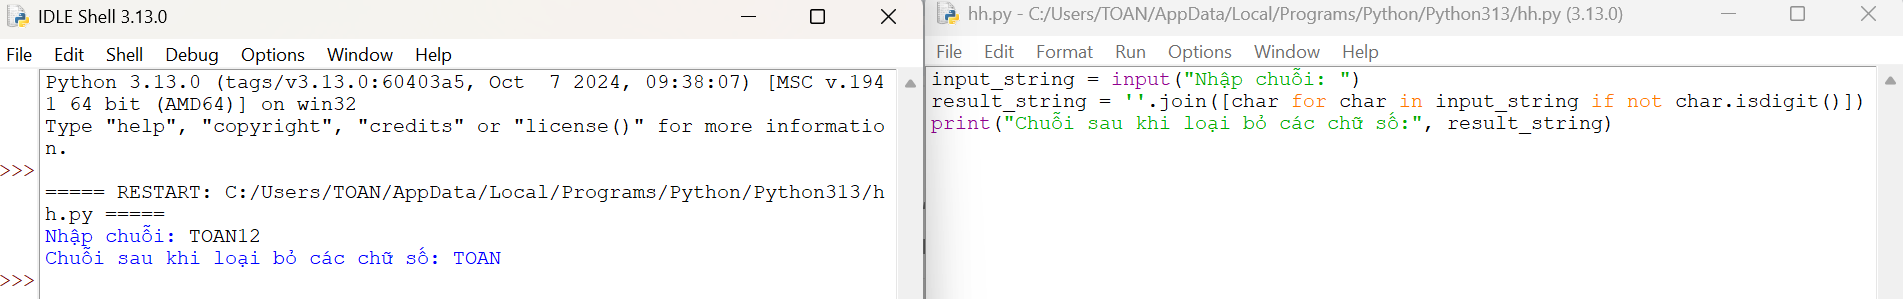 IDLE Shell 3.13.0
File Edit Shell Debug Options Window Help
Python 3.13.0 (tags/v3.13.0:60403a5, Oct  7 2024, 09:38:07) [MSC v.194
1 64 bit (AMD64)] on win32
Type "help", "copyright", "credits" or "license()" for more informatio
n.
>>>
===== RESTART: C:/Users/TOAN/AppData/Local/Programs/Python/Python313/h
h.py =====
Nhập chuỗi: TOAN12
Chuỗi sau khi loại bỏ các chữ số: TOAN
>>>
hh.py - C:/Users/TOAN/AppData/Local/Programs/Python/Python313/hh.py (3.13.0)
File Edit Format Run Options Window Help
input_string = input("Nhập chuỗi: ")
result_string = ''.join([char for char in input_string if not char.isdigit()])
print("Chuỗi sau khi loại bỏ các chữ số:", result_string)